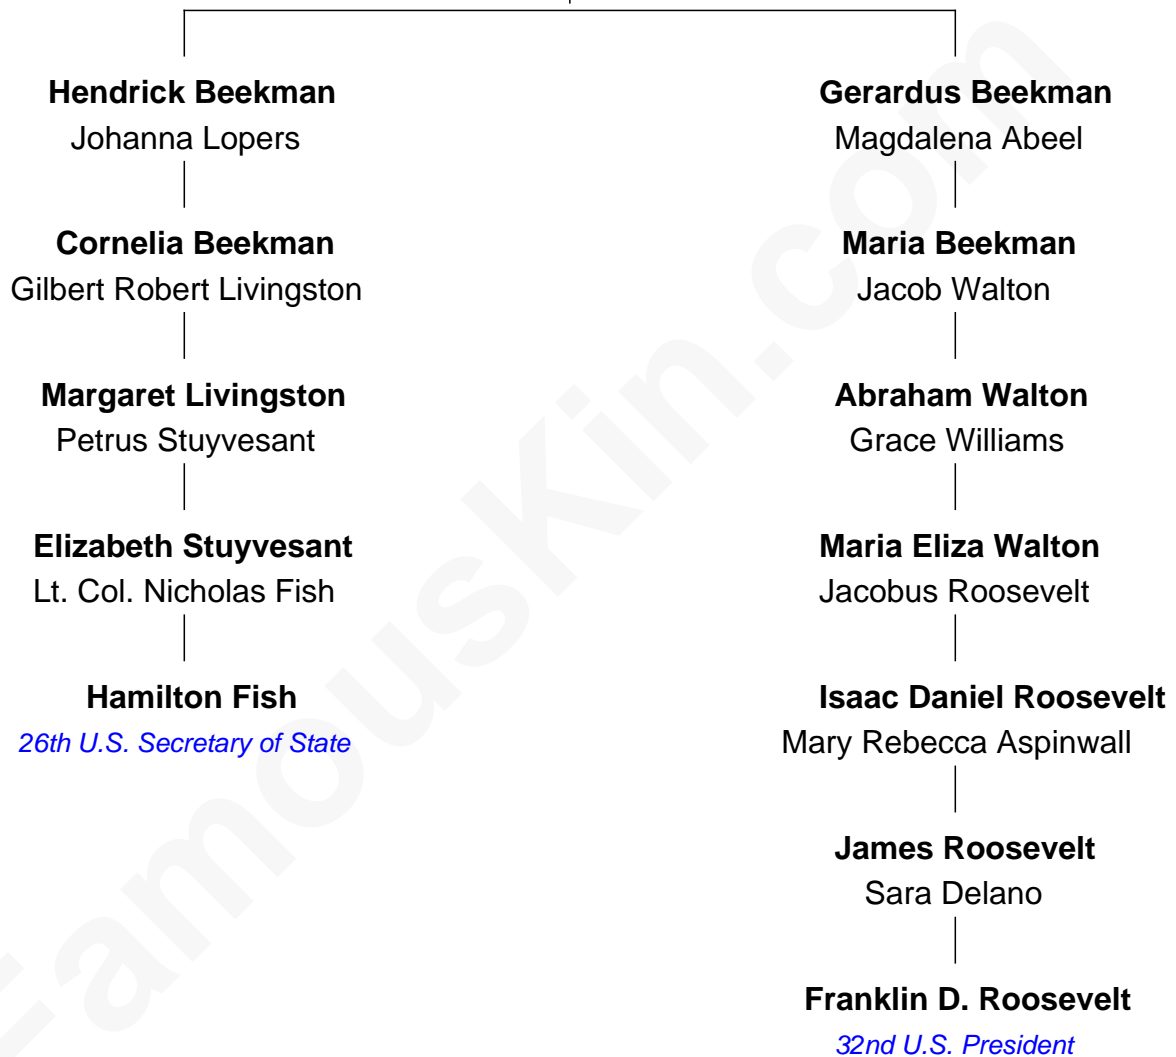 Hendrick Beekman
Johanna Lopers
Cornelia Beekman
Gilbert Robert Livingston
Margaret Livingston
Petrus Stuyvesant
Elizabeth Stuyvesant
Lt. Col. Nicholas Fish
Hamilton Fish
26th U.S. Secretary of State
Gerardus Beekman
Magdalena Abeel
Maria Beekman
Jacob Walton
Abraham Walton
Grace Williams
Maria Eliza Walton
Jacobus Roosevelt
Isaac Daniel Roosevelt
Mary Rebecca Aspinwall
James Roosevelt
Sara Delano
Franklin D. Roosevelt
32nd U.S. President
FamousKin.com